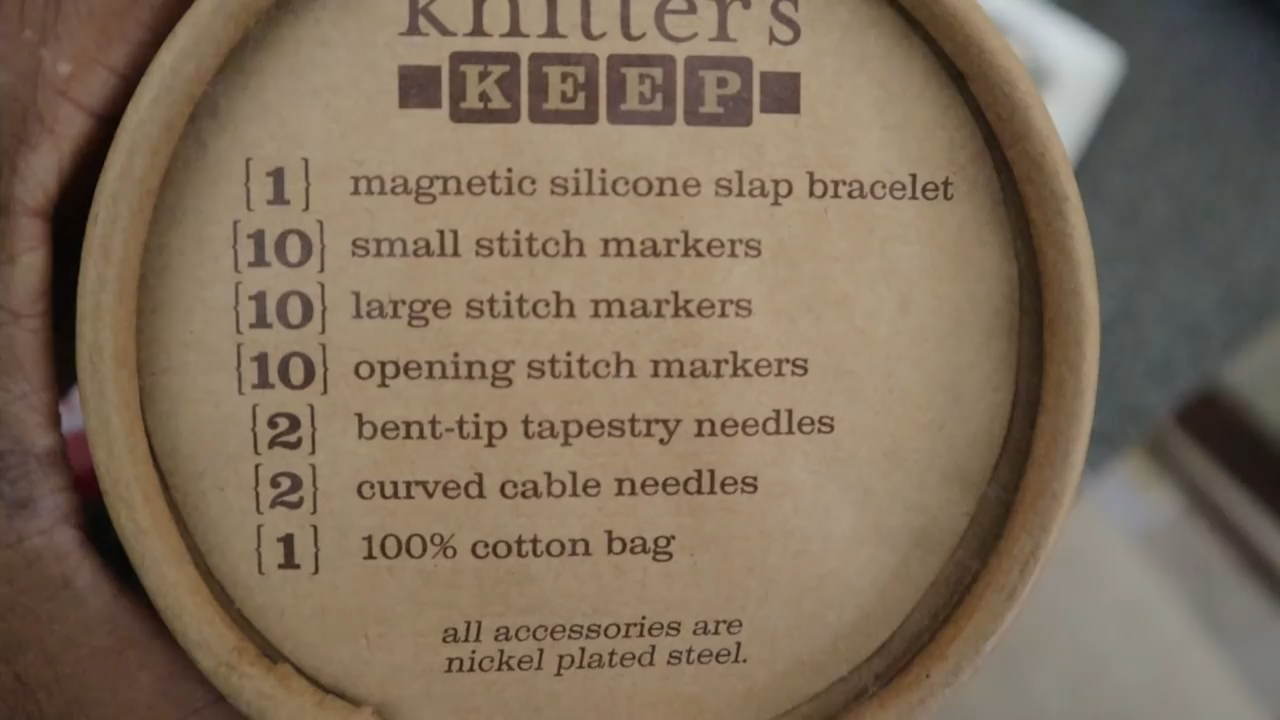 knitter's
KEEP
{1} magnetic silicone slap bracelet
{10} small stitch markers
{10} large stitch markers
{10} opening stitch markers
{2} bent-tip tapestry needles
{2} curved cable needles
{1} 100% cotton bag
all accessories are
nickel plated steel.